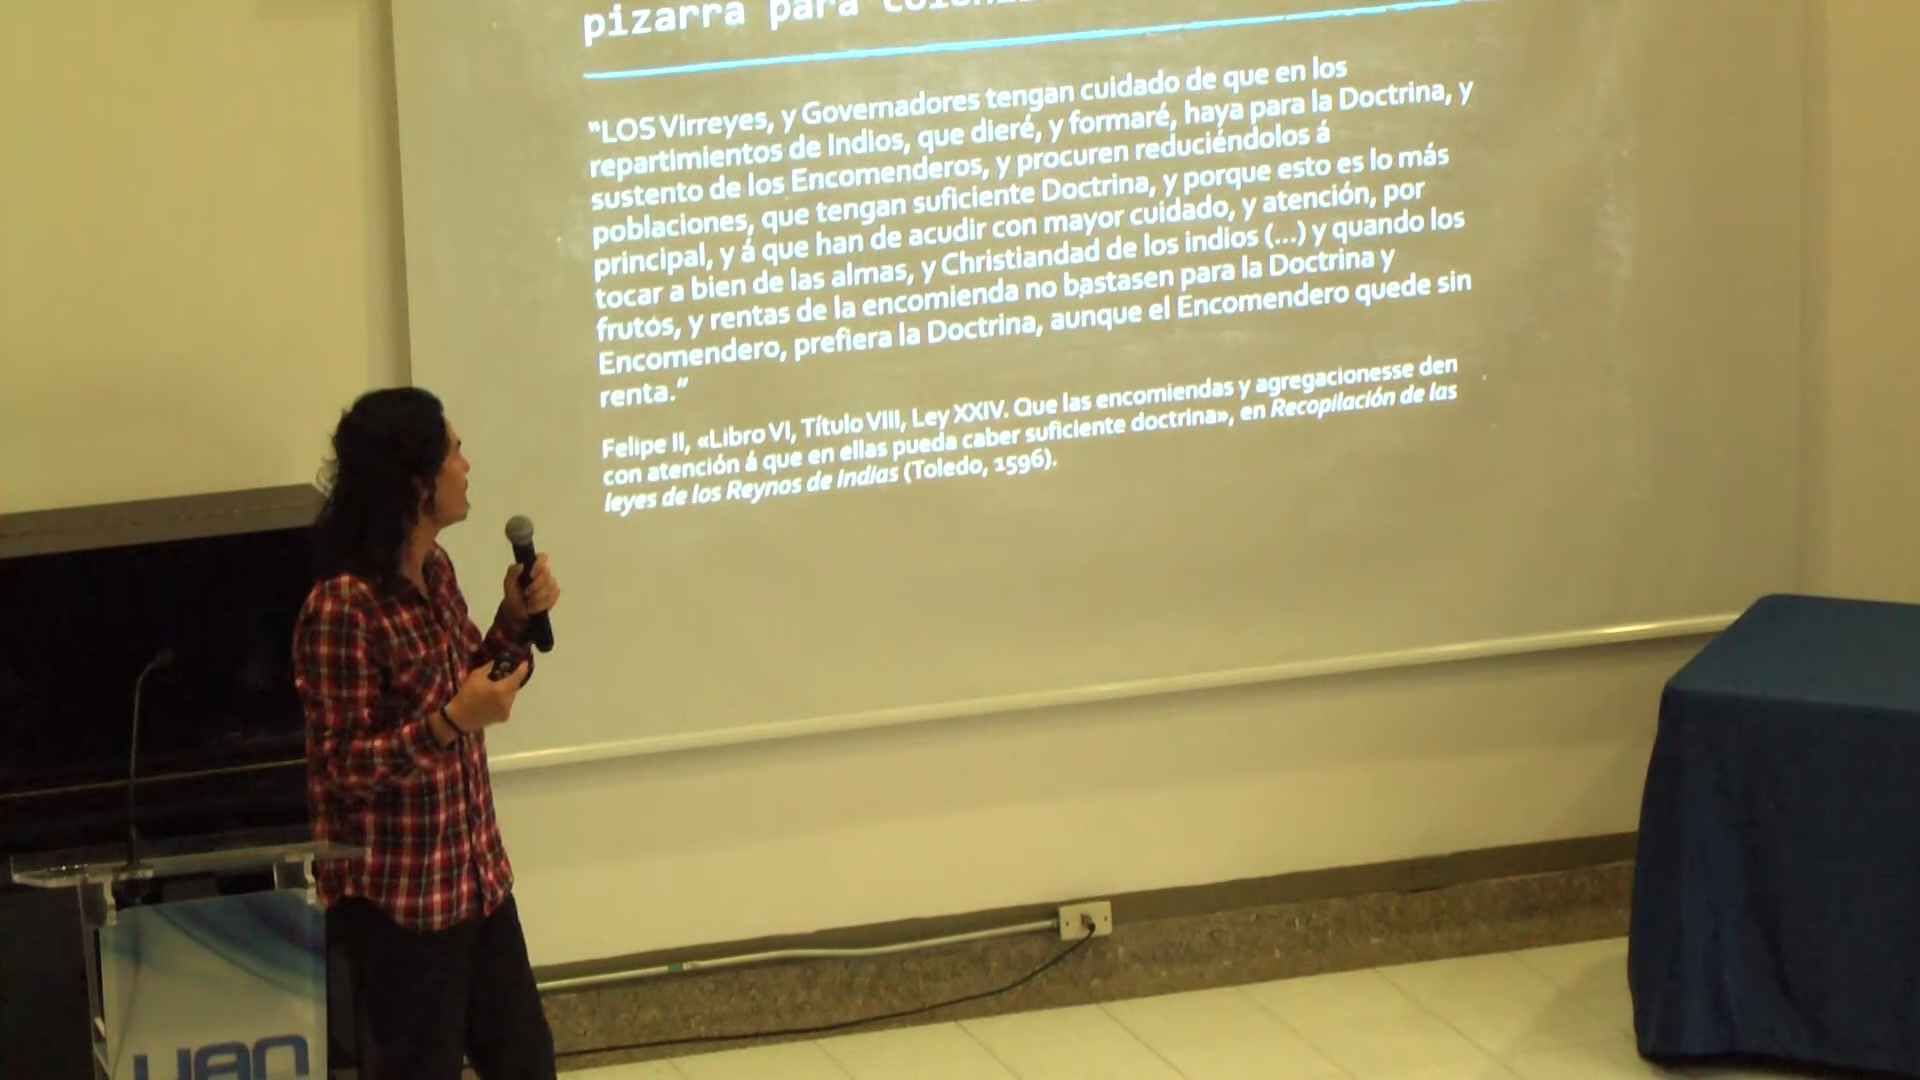 pizarra para
"LOS Virreyes, y Governadores tengan cuidado de que en los
repartimientos de Indios, que dieré, y formaré, haya para la Doctrina, y
sustento de los Encomenderos, y procuren reduciéndolos á
poblaciones, que tengan suficiente Doctrina, y porque esto es lo más
principal, y á que han de acudir con mayor cuidado, y atención, por
tocar a bien de las almas, y Christiandad de los indios (...) y quando los
frutos, y rentas de la encomienda no bastasen para la Doctrina y
Encomendero, prefiera la Doctrina, aunque el Encomendero quede sin
renta."
Felipe II, «Libro VI, Título VIII, Ley XXIV. Que las encomiendas y agregacionesse den
con atención á que en ellas pueda caber suficiente doctrina», en Recopilación de las
leyes de los Reynos de Indias (Toledo, 1596).
UAN